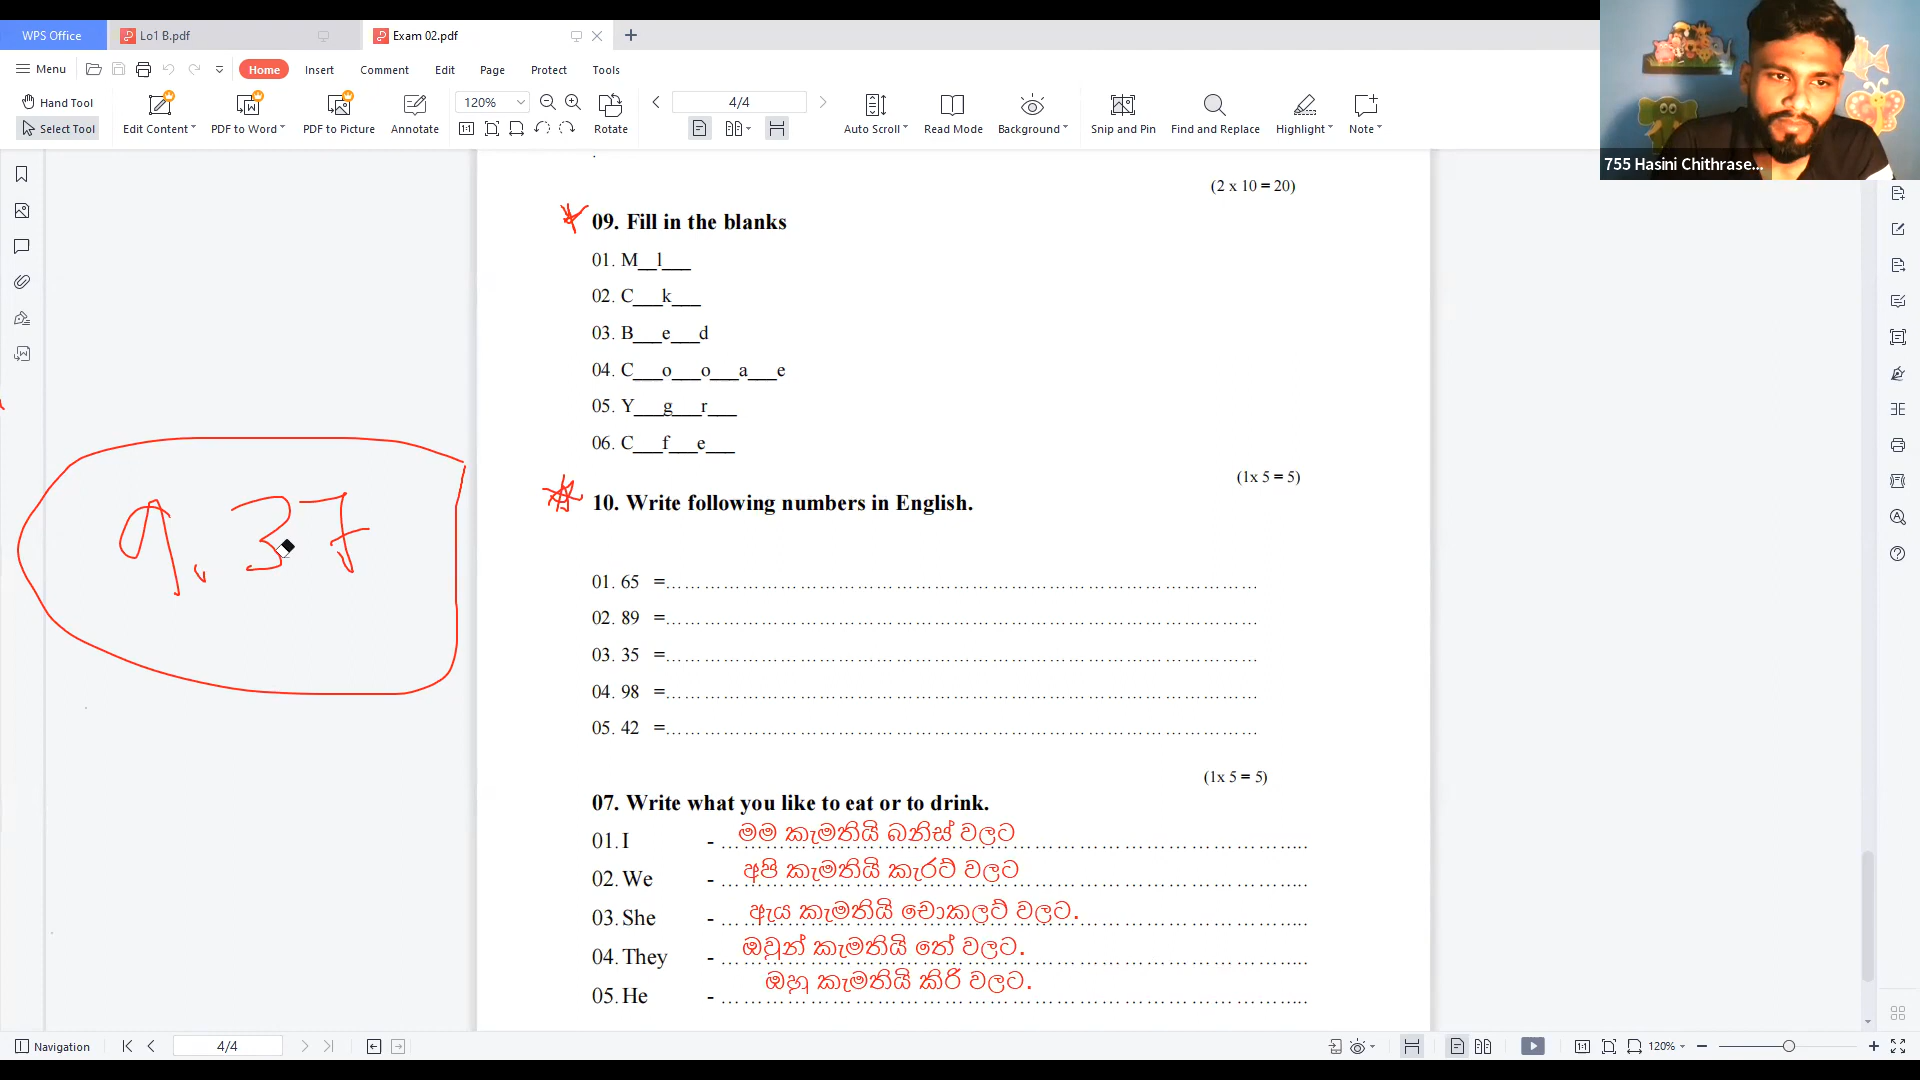 WPS Office
Lo1 B.pdf
Exam 02.pdf
Menu
Home
Insert
Comment
Edit
Page
Protect
Tools
Hand Tool
Select Tool
Edit Content
PDF to Word
PDF to Picture
Annotate
120%
Rotate
4/4
Auto Scroll
Read Mode
Background
Snip and Pin
Find and Replace
Highlight
Note
755 Hasini Chithrase...
(2 x 10 = 20)
09. Fill in the blanks
01. M__l___
02. C___k___
03. B___e___d
04. C___o___o___a___e
05. Y___g___r___
06. C___f___e___
(1x 5 = 5)
9.37
10. Write following numbers in English.
01. 65 =……………………………………………………………
02. 89 =……………………………………………………………
03. 35 =……………………………………………………………
04. 98 =……………………………………………………………
05. 42 =……………………………………………………………
(1x 5 = 5)
07. Write what you like to eat or to drink.
01. I - මම කැමතියි බනිස් වලට
02. We - අපි කැමතියි කැරට් වලට
03. She - ඇය කැමතියි චොකලට් වලට.
04. They - ඔවුන් කැමතියි තේ වලට.
05. He - ඔහු කැමතියි කිරි වලට.
Navigation
4/4
120%